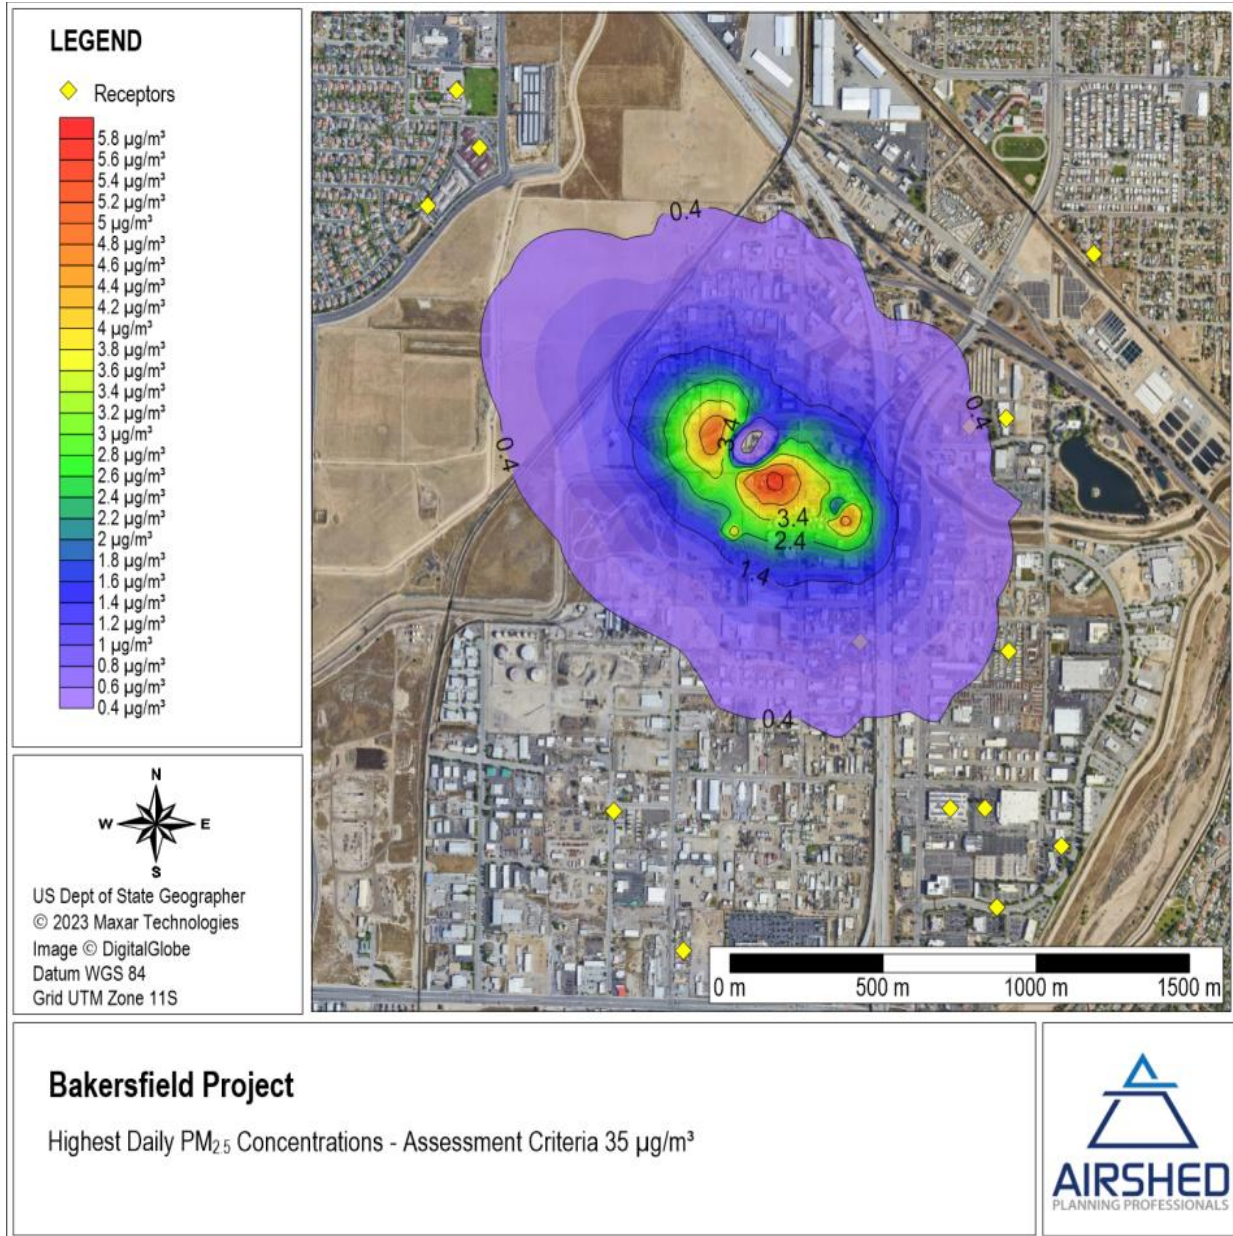 LEGEND
Receptors
5.8 µg/m³
5.6 µg/m³
5.4 µg/m³
5.2 µg/m³
5 µg/m³
4.8 µg/m³
4.6 µg/m³
4.4 µg/m³
4.2 µg/m³
4 µg/m³
3.8 µg/m³
3.6 µg/m³
3.4 µg/m³
3.2 µg/m³
3 µg/m³
2.8 µg/m³
2.6 µg/m³
2.4 µg/m³
2.2 µg/m³
2 µg/m³
1.8 µg/m³
1.6 µg/m³
1.4 µg/m³
1.2 µg/m³
1 µg/m³
0.8 µg/m³
0.6 µg/m³
0.4 µg/m³
N
W E
S
US Dept of State Geographer
© 2023 Maxar Technologies
Image © DigitalGlobe
Datum WGS 84
Grid UTM Zone 11S
0.4
0.4
3.4
0.4
3.4
2.4
1.4
0.4
0 m 500 m 1000 m 1500 m
Bakersfield Project
Highest Daily PM₂.₅ Concentrations - Assessment Criteria 35 µg/m³
AIRSHED
PLANNING PROFESSIONALS